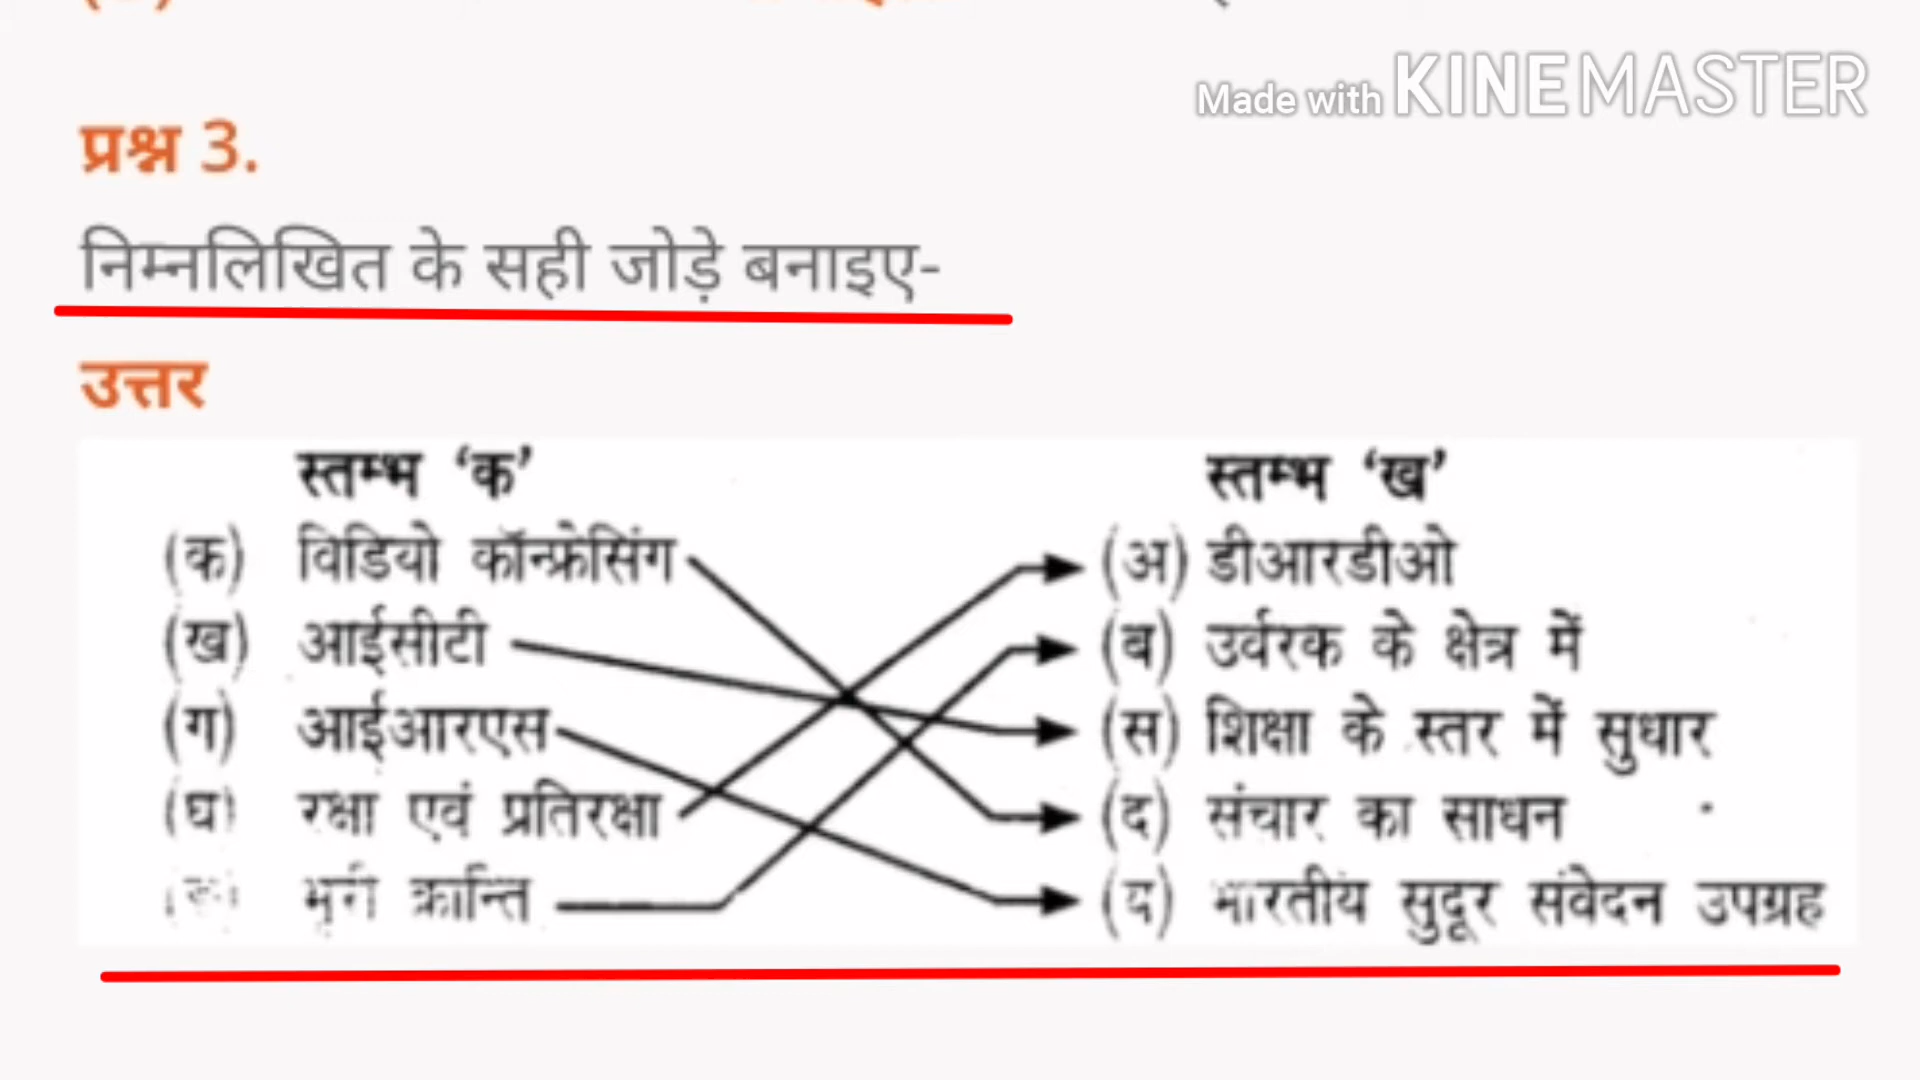 Made with KINEMASTER
प्रश्न 3.
निम्नलिखित के सही जोड़े बनाइए-
उत्तर
स्तम्भ ‘क’ स्तम्भ ‘ख’
(क) विडियो कॉन्फ्रेसिंग (अ) डीआरडीओ
(ख) आईसीटी (ब) उर्वरक के क्षेत्र में
(ग) आईआरएस (स) शिक्षा के स्तर में सुधार
(घ) रक्षा एवं प्रतिरक्षा (द) संचार का साधन
भूरी क्रान्ति (य) भारतीय सुदूर संवेदन उपग्रह